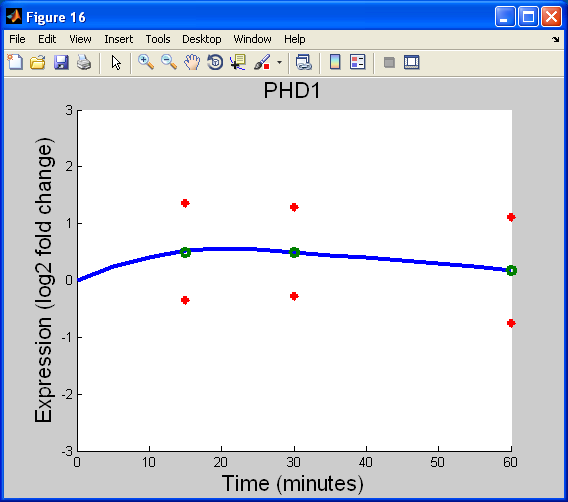 Figure 16
File Edit View Insert Tools Desktop Window Help
PHD1
Expression (log2 fold change)
3
2
1
0
-1
-2
-3
0 10 20 30 40 50 60
Time (minutes)